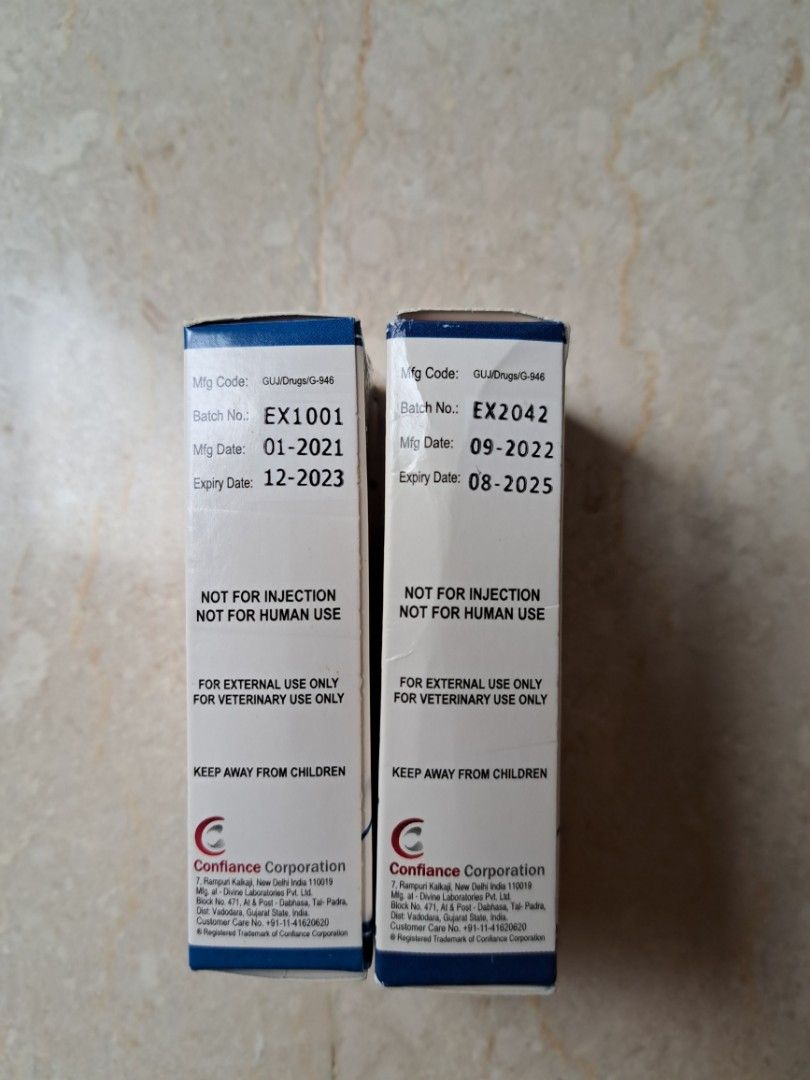 Mfg Code: GUJ/Drugs/G-946
Batch No.: EX1001
Mfg Date: 01-2021
Expiry Date: 12-2023
NOT FOR INJECTION
NOT FOR HUMAN USE
FOR EXTERNAL USE ONLY
FOR VETERINARY USE ONLY
KEEP AWAY FROM CHILDREN
Confiance Corporation
7, Rampuri Kalkaji, New Delhi India 110019
Mfg. at - Divine Laboratories Pvt. Ltd.
Block No. 471, At & Post - Dabhasa, Tal- Padra,
Dist: Vadodara, Gujarat State, India.
Customer Care No. +91-11-41620620
® Registered Trademark of Confiance Corporation
Mfg Code: GUJ/Drugs/G-946
Batch No.: EX2042
Mfg Date: 09-2022
Expiry Date: 08-2025
NOT FOR INJECTION
NOT FOR HUMAN USE
FOR EXTERNAL USE ONLY
FOR VETERINARY USE ONLY
KEEP AWAY FROM CHILDREN
Confiance Corporation
7, Rampuri Kalkaji, New Delhi India 110019
Mfg. at - Divine Laboratories Pvt. Ltd.
Block No. 471, At & Post - Dabhasa, Tal- Padra,
Dist: Vadodara, Gujarat State, India.
Customer Care No. +91-11-41620620
® Registered Trademark of Confiance Corporation